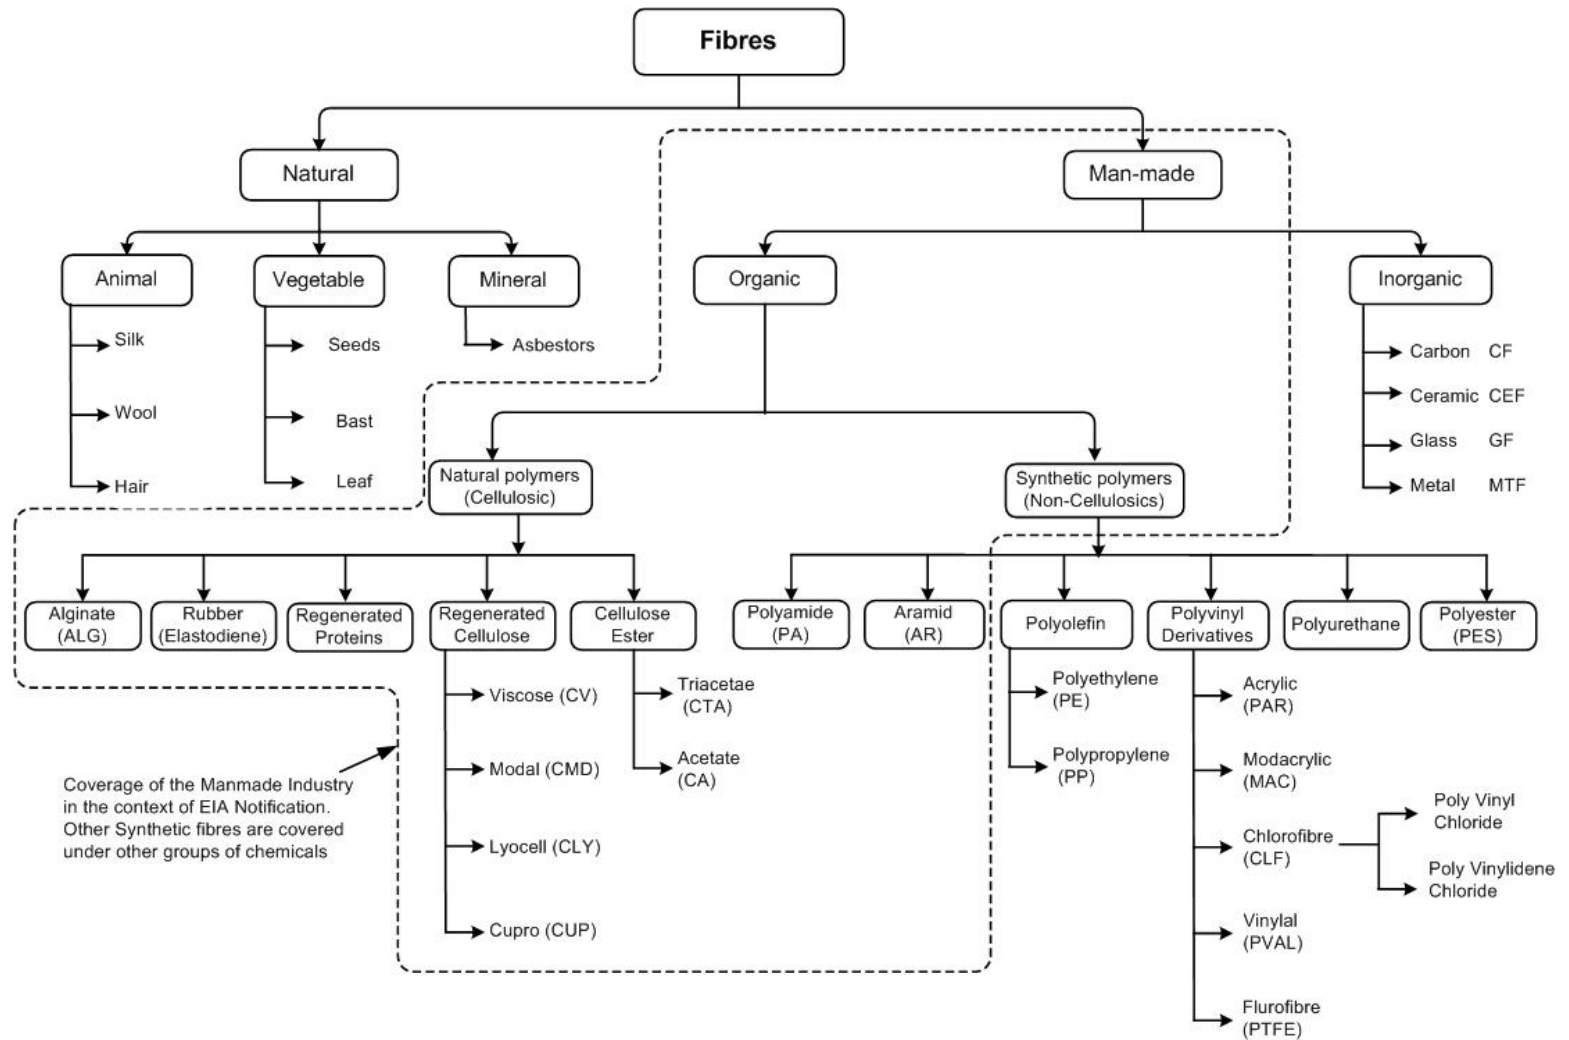 Fibres
Natural
Man-made
Animal
Vegetable
Mineral
Organic
Inorganic
Silk
Wool
Hair
Seeds
Bast
Leaf
Asbestors
Carbon CF
Ceramic CEF
Glass GF
Metal MTF
Natural polymers
(Cellulosic)
Synthetic polymers
(Non-Cellulosics)
Alginate
(ALG)
Rubber
(Elastodiene)
Regenerated
Proteins
Regenerated
Cellulose
Cellulose
Ester
Polyamide
(PA)
Aramid
(AR)
Polyolefin
Polyvinyl
Derivatives
Polyurethane
Polyester
(PES)
Viscose (CV)
Modal (CMD)
Lyocell (CLY)
Cupro (CUP)
Triacetae
(CTA)
Acetate
(CA)
Polyethylene
(PE)
Polypropylene
(PP)
Acrylic
(PAR)
Modacrylic
(MAC)
Chlorofibre
(CLF)
Poly Vinyl
Chloride
Poly Vinylidene
Chloride
Vinylal
(PVAL)
Flurofibre
(PTFE)
Coverage of the Manmade Industry
in the context of EIA Notification.
Other Synthetic fibres are covered
under other groups of chemicals